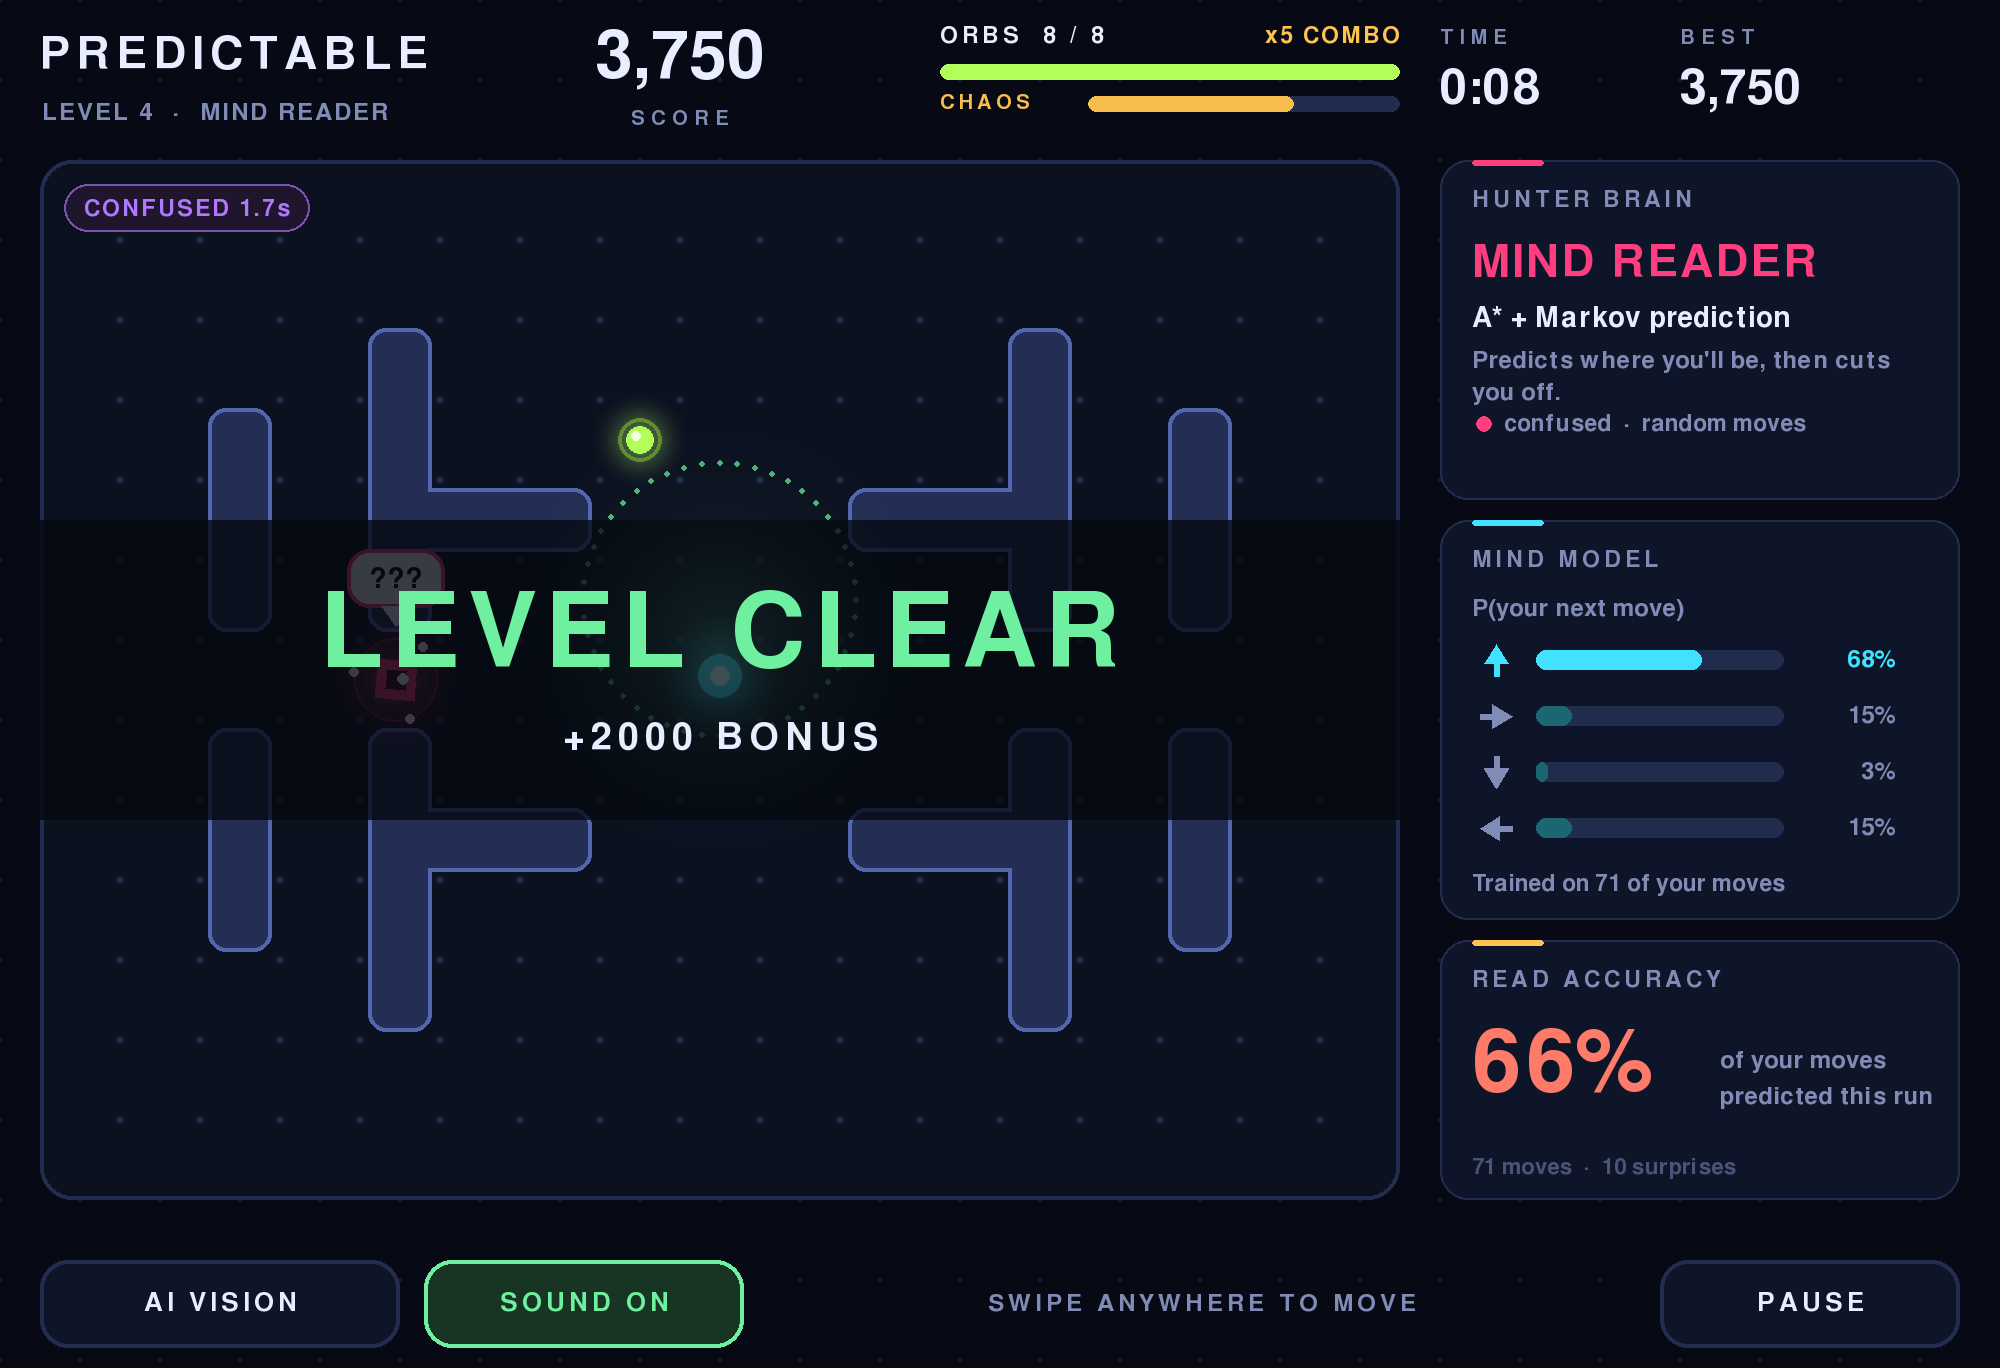 PREDICTABLE
LEVEL 4 · MIND READER
3,750
SCORE
ORBS 8 / 8
x5 COMBO
CHAOS
TIME
0:08
BEST
3,750
CONFUSED 1.7s
???
LEVEL CLEAR
+2000 BONUS
HUNTER BRAIN
MIND READER
A* + Markov prediction
Predicts where you'll be, then cuts
you off.
confused · random moves
MIND MODEL
P(your next move)
68%
15%
3%
15%
Trained on 71 of your moves
READ ACCURACY
66%
of your moves
predicted this run
71 moves · 10 surprises
AI VISION
SOUND ON
SWIPE ANYWHERE TO MOVE
PAUSE